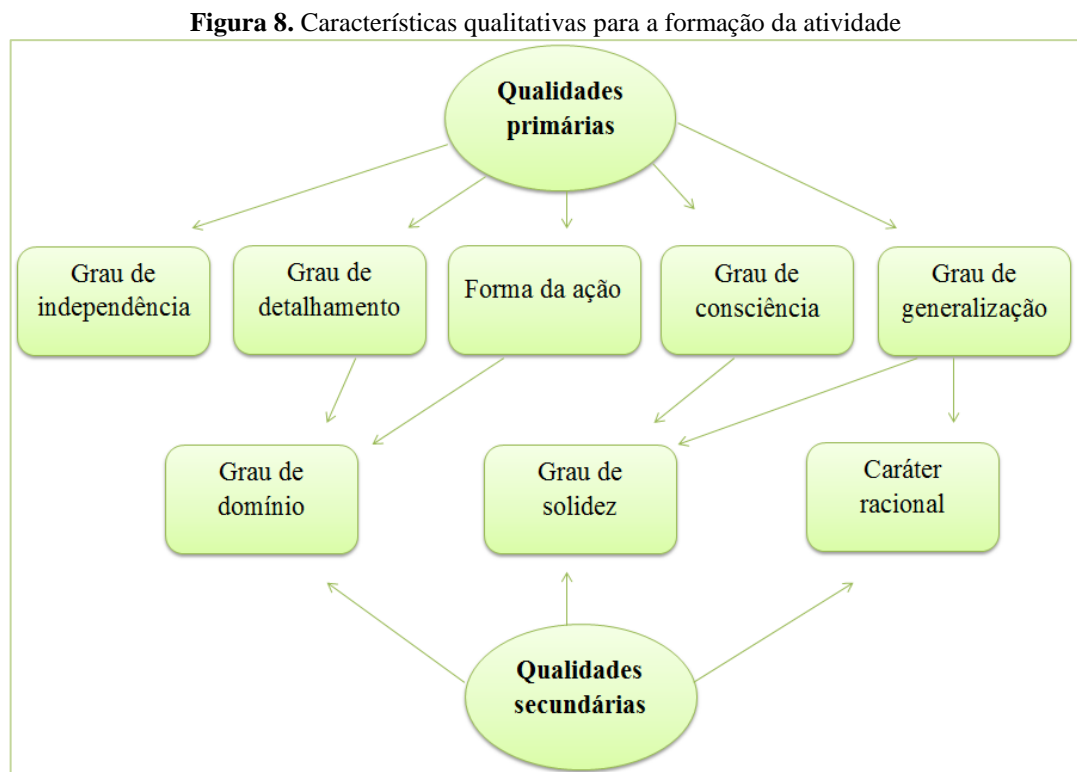 Figura 8. Características qualitativas para a formação da atividade
Qualidades
primárias
Grau de
independência
Grau de
detalhamento
Forma da ação
Grau de
consciência
Grau de
generalização
Grau de
domínio
Grau de
solidez
Caráter
racional
Qualidades
secundárias